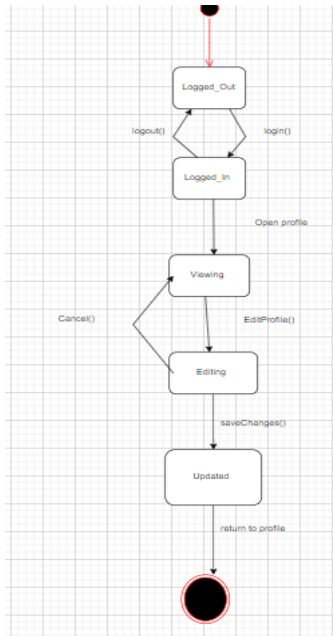 Logged_Out
logout()
login()
Logged_In
Open profile
Viewing
Cancel()
EditProfile()
Editing
saveChanges()
Updated
return to profile